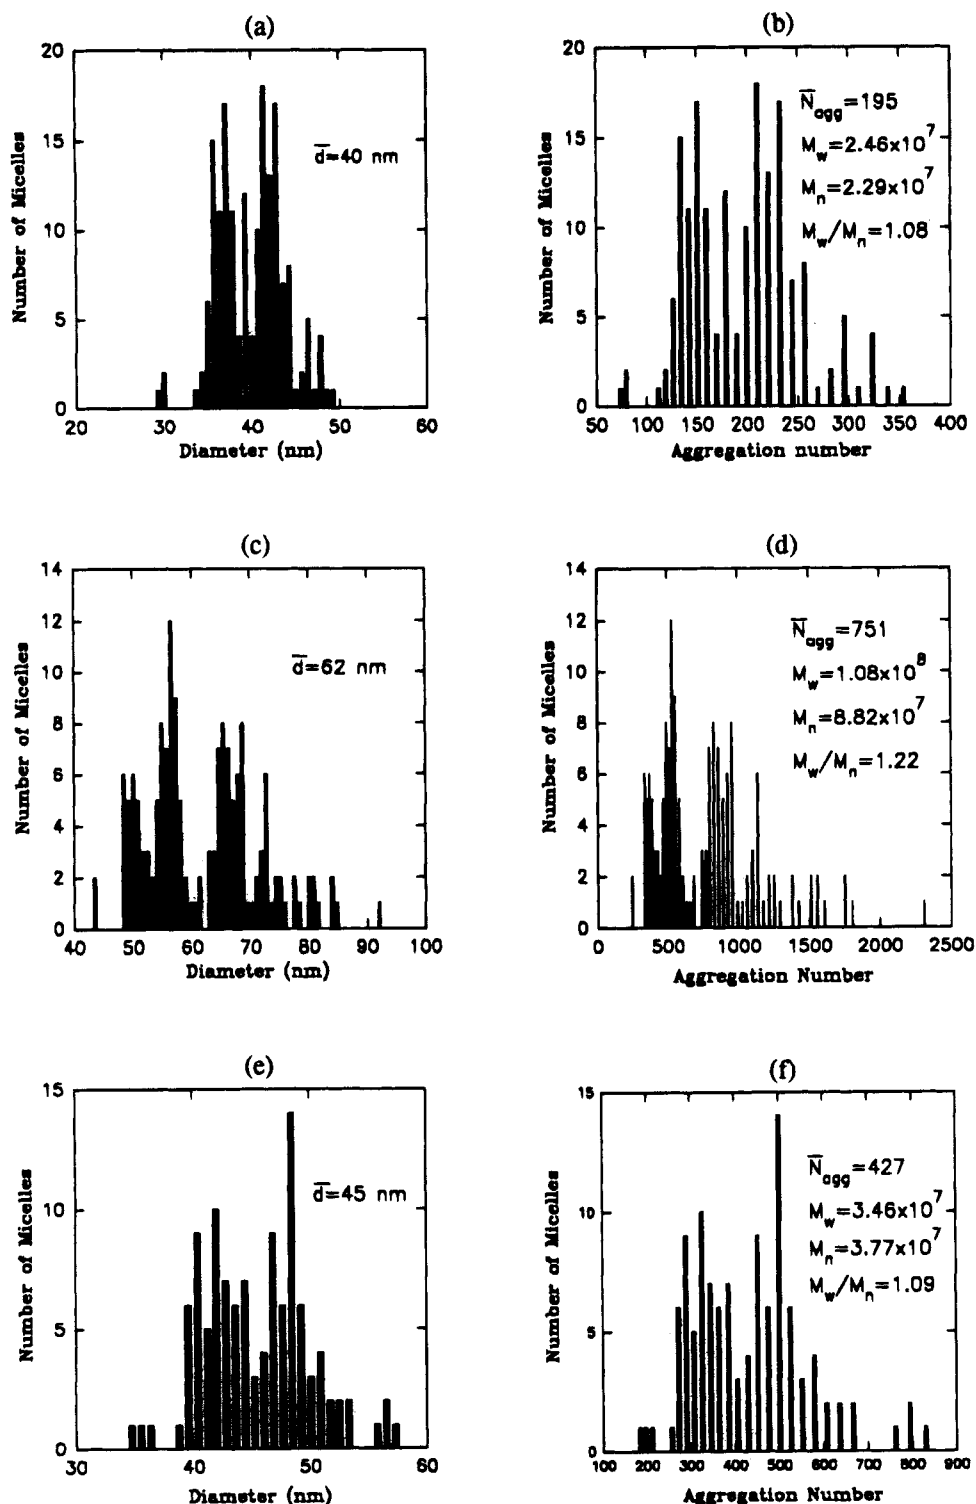 (a)
20
15
10
5
0
Number of Micelles
d̄=40 nm
20 30 40 50 60
Diameter (nm)
(b)
20
15
10
5
0
Number of Micelles
N̄agg=195
Mw=2.46x10^7
Mn=2.29x10^7
Mw/Mn=1.08
50 100 150 200 250 300 350 400
Aggregation number
(c)
14
12
10
8
6
4
2
0
Number of Micelles
d̄=62 nm
40 50 60 70 80 90 100
Diameter (nm)
(d)
14
12
10
8
6
4
2
0
Number of Micelles
N̄agg=751
Mw=1.08x10^8
Mn=8.82x10^7
Mw/Mn=1.22
0 500 1000 1500 2000 2500
Aggregation Number
(e)
15
10
5
0
Number of Micelles
d̄=45 nm
30 40 50 60
Diameter (nm)
(f)
15
10
5
0
Number of Micelles
N̄agg=427
Mw=3.46x10^7
Mn=3.77x10^7
Mw/Mn=1.09
100 200 300 400 500 600 700 800 900
Aggregation Number